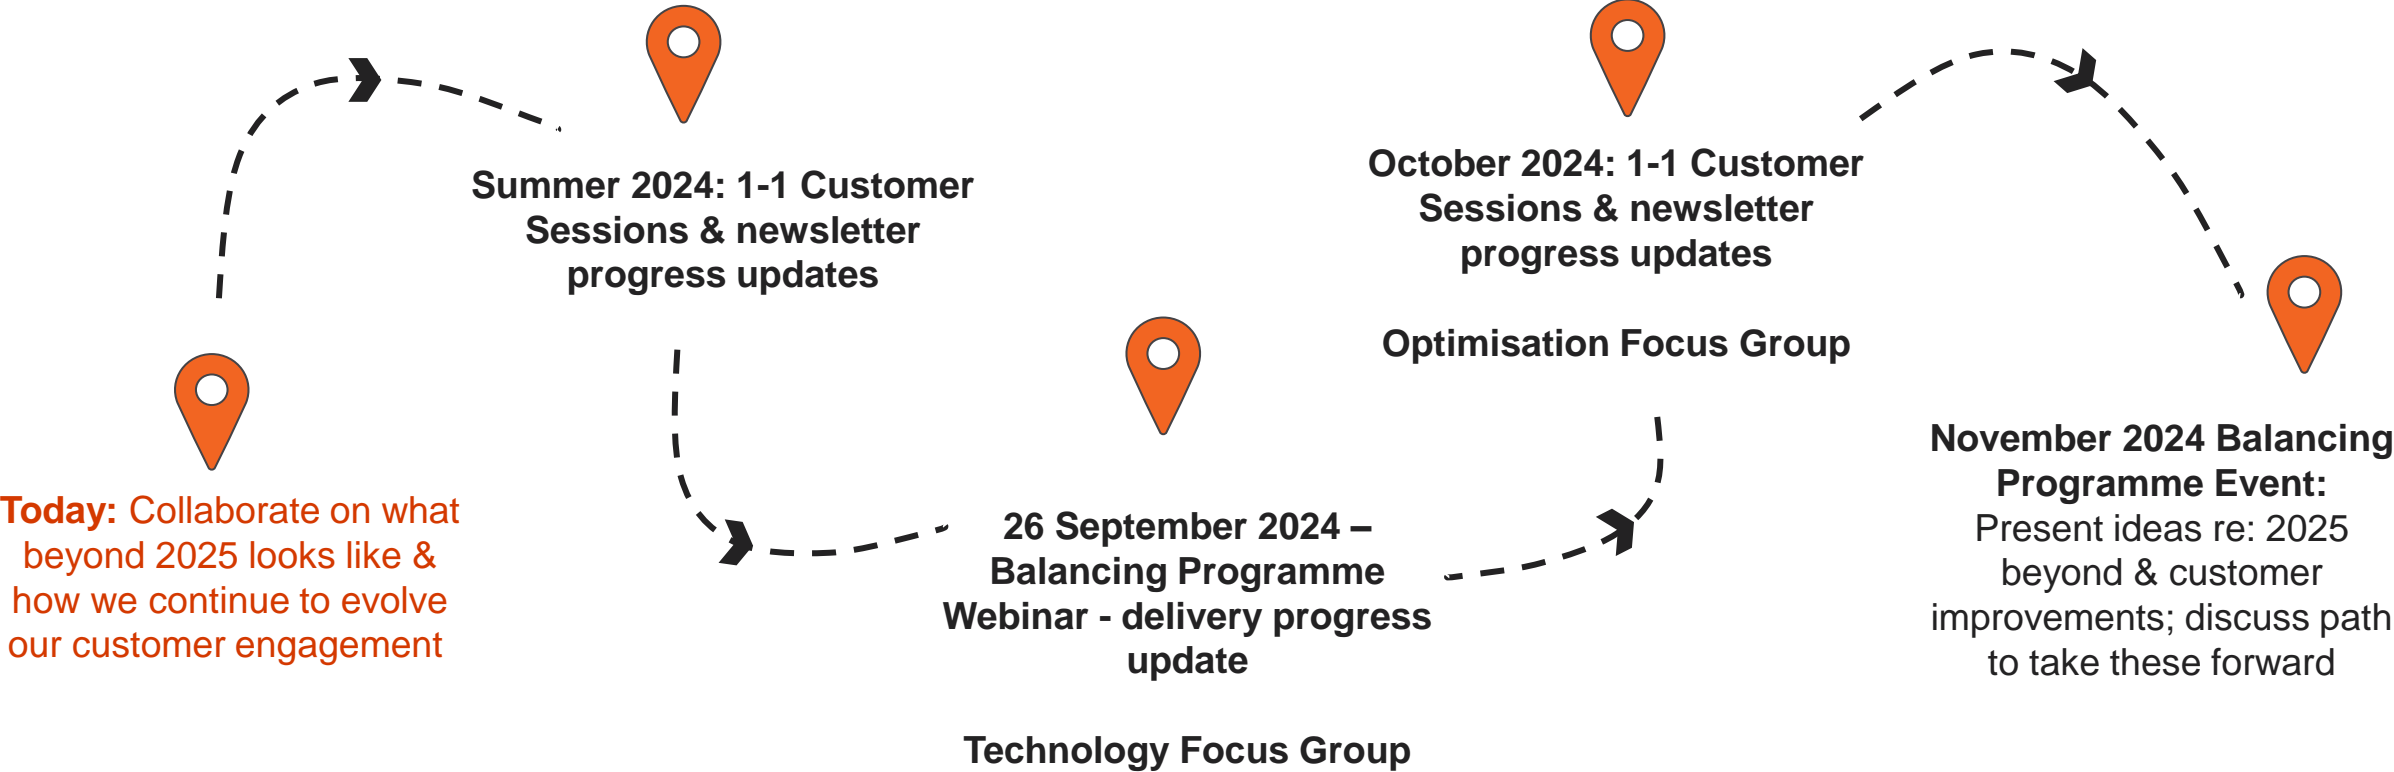 Today: Collaborate on what
beyond 2025 looks like &
how we continue to evolve
our customer engagement
Summer 2024: 1-1 Customer
Sessions & newsletter
progress updates
26 September 2024 –
Balancing Programme
Webinar - delivery progress
update
Technology Focus Group
October 2024: 1-1 Customer
Sessions & newsletter
progress updates
Optimisation Focus Group
November 2024 Balancing
Programme Event:
Present ideas re: 2025
beyond & customer
improvements; discuss path
to take these forward